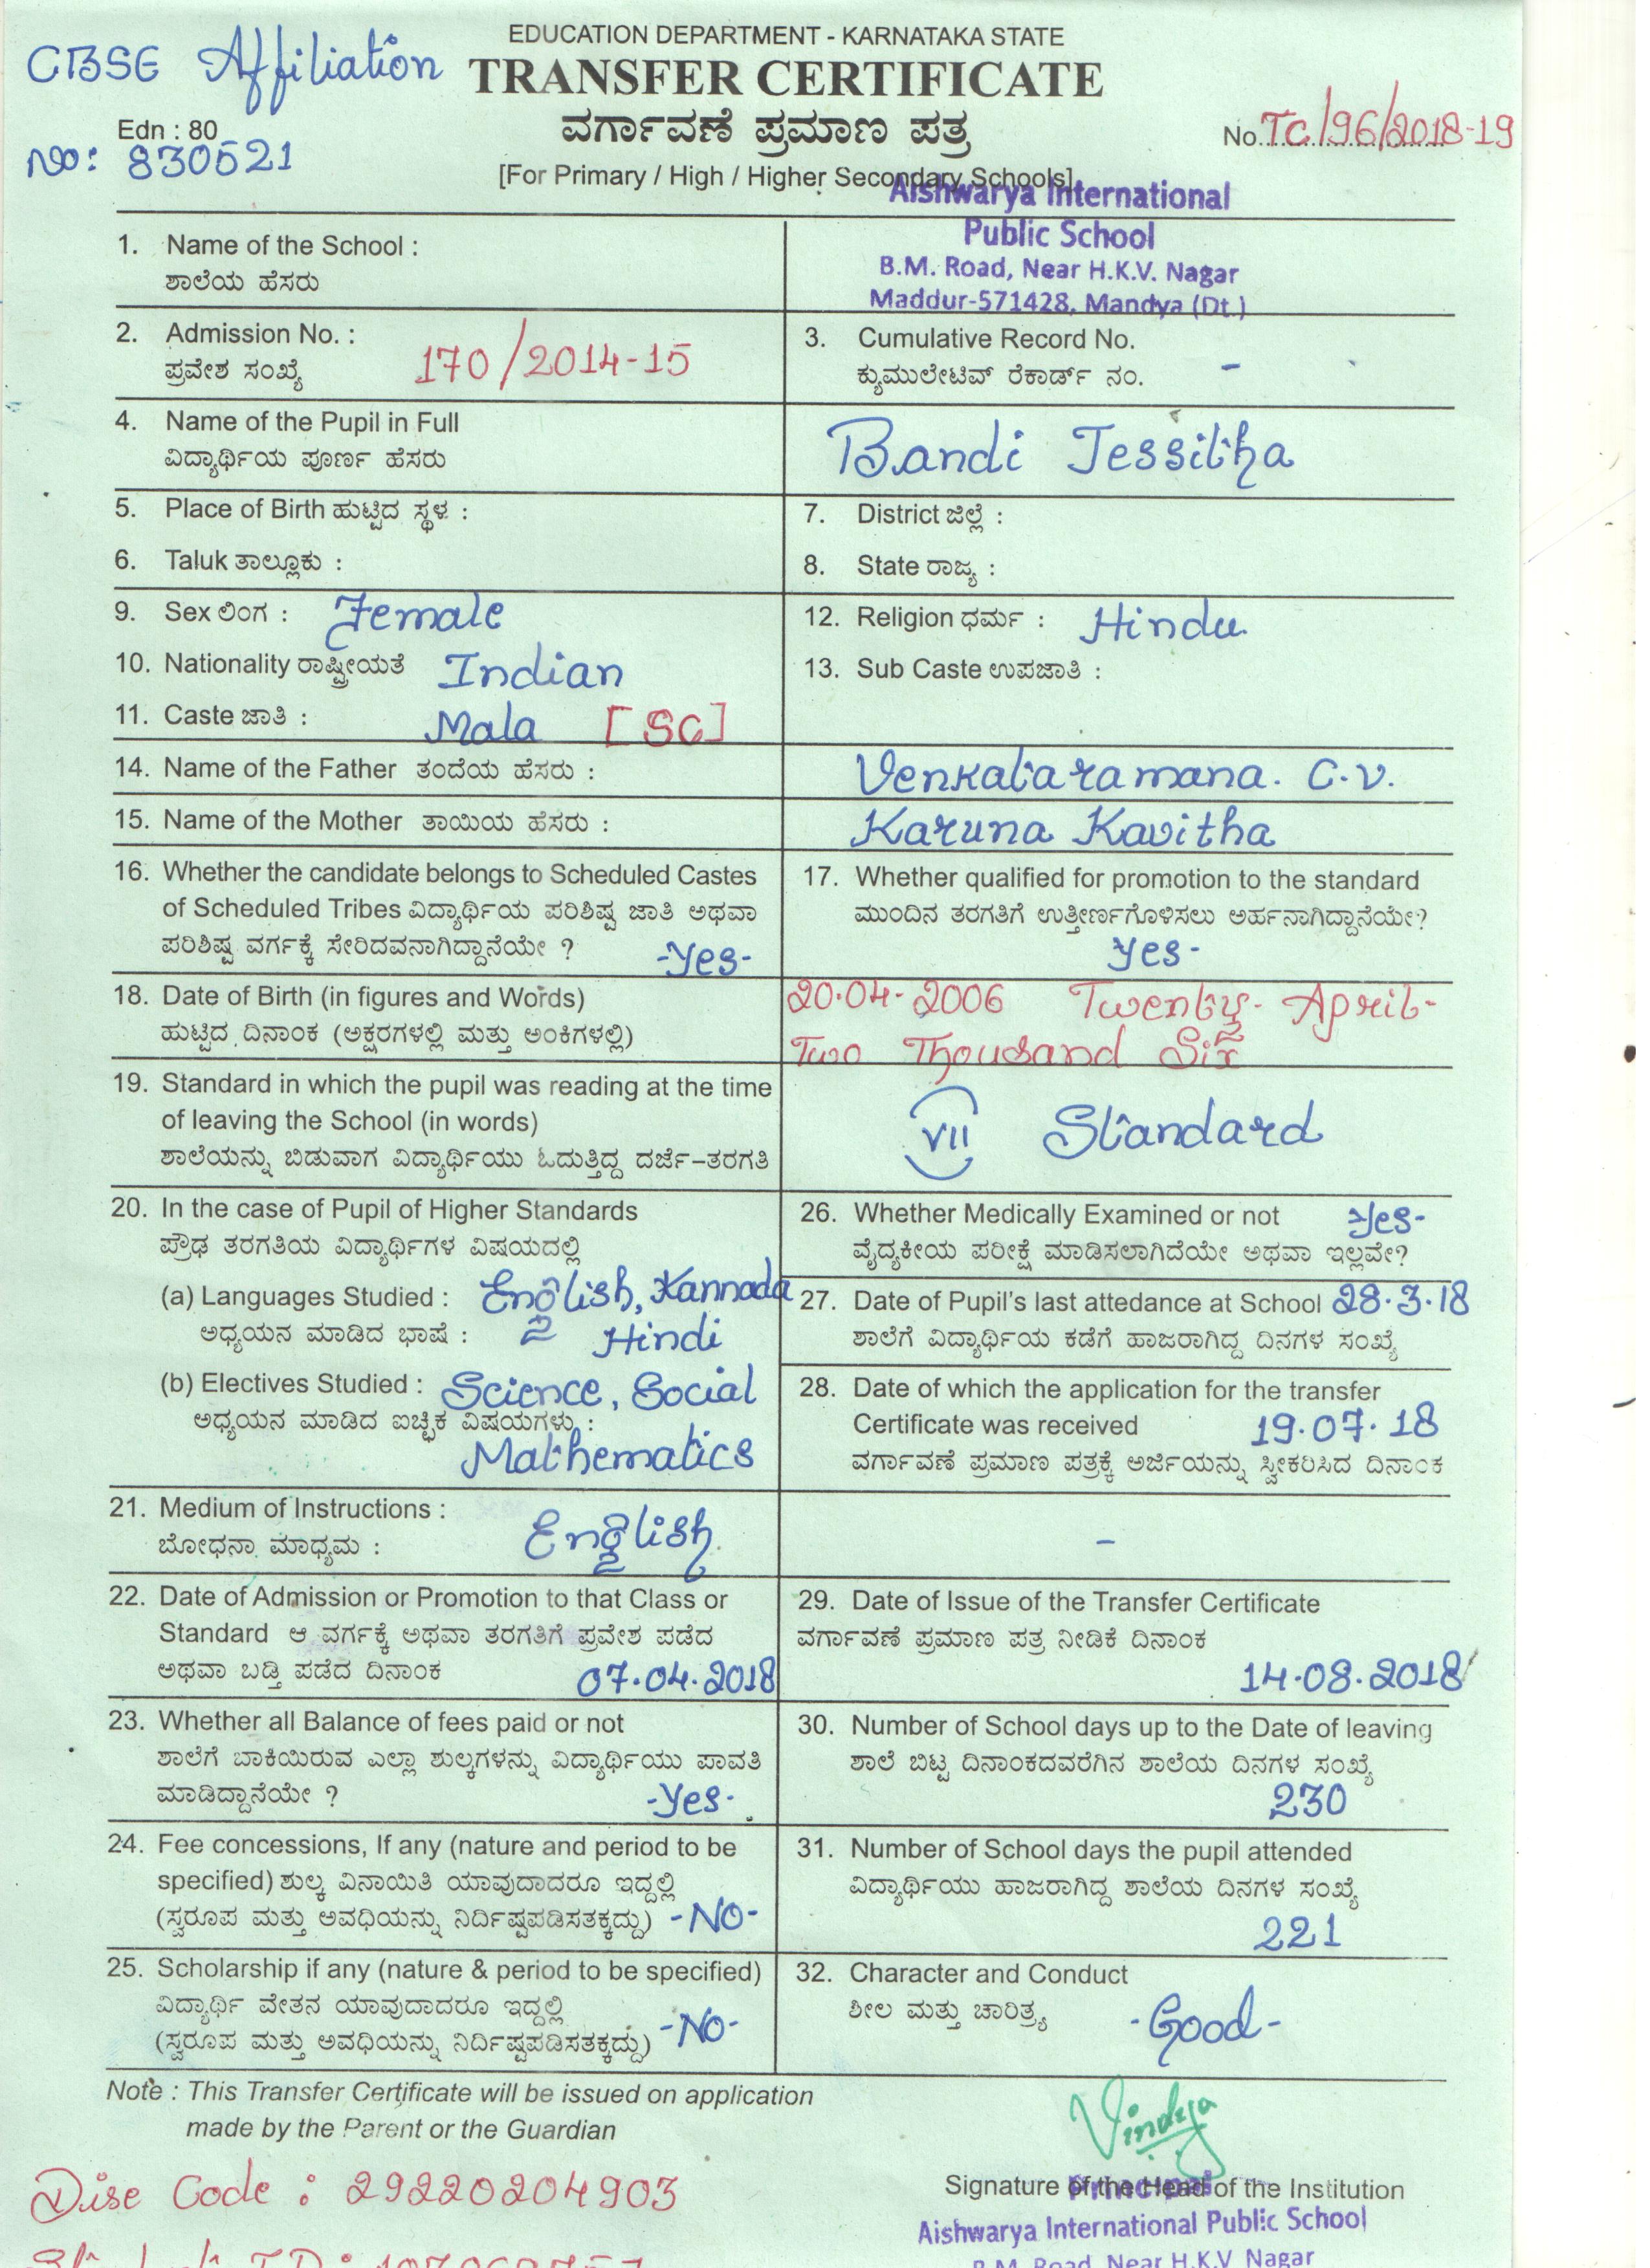 EDUCATION DEPARTMENT - KARNATAKA STATE
CBSE Affiliation
TRANSFER CERTIFICATE
Edn : 80
ವರ್ಗಾವಣೆ ಪ್ರಮಾಣ ಪತ್ರ
No. TC/96/2018-19
No: 830521
[For Primary / High / Higher Secondary Schools]
Aishwarya International
Public School
B.M. Road, Near H.K.V. Nagar
Maddur-571428, Mandya (Dt.)
1. Name of the School :
ಶಾಲೆಯ ಹೆಸರು
2. Admission No. :
ಪ್ರವೇಶ ಸಂಖ್ಯೆ 170/2014-15
3. Cumulative Record No.
ಕ್ಯುಮುಲೇಟಿವ್ ರೆಕಾರ್ಡ್ ನಂ. -
4. Name of the Pupil in Full
ವಿದ್ಯಾರ್ಥಿಯ ಪೂರ್ಣ ಹೆಸರು
Bandi Jessitha
5. Place of Birth ಹುಟ್ಟಿದ ಸ್ಥಳ :
7. District ಜಿಲ್ಲೆ :
6. Taluk ತಾಲ್ಲೂಕು :
8. State ರಾಜ್ಯ :
9. Sex ಲಿಂಗ : Female
12. Religion ಧರ್ಮ : Hindu
10. Nationality ರಾಷ್ಟ್ರೀಯತೆ Indian
13. Sub Caste ಉಪಜಾತಿ :
11. Caste ಜಾತಿ : Mala [SC]
14. Name of the Father ತಂದೆಯ ಹೆಸರು : Venkataramana. C.V.
15. Name of the Mother ತಾಯಿಯ ಹೆಸರು : Karuna Kavitha
16. Whether the candidate belongs to Scheduled Castes
of Scheduled Tribes ವಿದ್ಯಾರ್ಥಿಯ ಪರಿಶಿಷ್ಟ ಜಾತಿ ಅಥವಾ
ಪರಿಶಿಷ್ಟ ವರ್ಗಕ್ಕೆ ಸೇರಿದವನಾಗಿದ್ದಾನೆಯೇ ? -Yes-
17. Whether qualified for promotion to the standard
ಮುಂದಿನ ತರಗತಿಗೆ ಉತ್ತೀರ್ಣಗೊಳಿಸಲು ಅರ್ಹನಾಗಿದ್ದಾನೆಯೇ?
Yes-
18. Date of Birth (in figures and Words)
ಹುಟ್ಟಿದ ದಿನಾಂಕ (ಅಕ್ಷರಗಳಲ್ಲಿ ಮತ್ತು ಅಂಕಿಗಳಲ್ಲಿ)
20.04-2006 Twenty- April-
Two Thousand Six
19. Standard in which the pupil was reading at the time
of leaving the School (in words)
ಶಾಲೆಯನ್ನು ಬಿಡುವಾಗ ವಿದ್ಯಾರ್ಥಿಯು ಓದುತ್ತಿದ್ದ ದರ್ಜೆ-ತರಗತಿ
VII Standard
20. In the case of Pupil of Higher Standards
ಪ್ರೌಢ ತರಗತಿಯ ವಿದ್ಯಾರ್ಥಿಗಳ ವಿಷಯದಲ್ಲಿ
(a) Languages Studied : English, Kannada
ಅಧ್ಯಯನ ಮಾಡಿದ ಭಾಷೆ : Hindi
(b) Electives Studied : Science, Social
ಅಧ್ಯಯನ ಮಾಡಿದ ಐಚ್ಛಿಕ ವಿಷಯಗಳು :
Mathematics
26. Whether Medically Examined or not Yes-
ವೈದ್ಯಕೀಯ ಪರೀಕ್ಷೆ ಮಾಡಿಸಲಾಗಿದೆಯೇ ಅಥವಾ ಇಲ್ಲವೇ?
27. Date of Pupil's last attedance at School 28.3.18
ಶಾಲೆಗೆ ವಿದ್ಯಾರ್ಥಿಯ ಕಡೆಗೆ ಹಾಜರಾಗಿದ್ದ ದಿನಗಳ ಸಂಖ್ಯೆ
28. Date of which the application for the transfer
Certificate was received 19.07.18
ವರ್ಗಾವಣೆ ಪ್ರಮಾಣ ಪತ್ರಕ್ಕೆ ಅರ್ಜಿಯನ್ನು ಸ್ವೀಕರಿಸಿದ ದಿನಾಂಕ
21. Medium of Instructions :
ಬೋಧನಾ ಮಾಧ್ಯಮ : English
-
22. Date of Admission or Promotion to that Class or
Standard ಆ ವರ್ಗಕ್ಕೆ ಅಥವಾ ತರಗತಿಗೆ ಪ್ರವೇಶ ಪಡೆದ
ಅಥವಾ ಬಡ್ತಿ ಪಡೆದ ದಿನಾಂಕ 07.04.2018
29. Date of Issue of the Transfer Certificate
ವರ್ಗಾವಣೆ ಪ್ರಮಾಣ ಪತ್ರ ನೀಡಿಕೆ ದಿನಾಂಕ
14.08.2018
23. Whether all Balance of fees paid or not
ಶಾಲೆಗೆ ಬಾಕಿಯಿರುವ ಎಲ್ಲಾ ಶುಲ್ಕಗಳನ್ನು ವಿದ್ಯಾರ್ಥಿಯು ಪಾವತಿ
ಮಾಡಿದ್ದಾನೆಯೇ ? -Yes-
30. Number of School days up to the Date of leaving
ಶಾಲೆ ಬಿಟ್ಟ ದಿನಾಂಕದವರೆಗಿನ ಶಾಲೆಯ ದಿನಗಳ ಸಂಖ್ಯೆ
230
24. Fee concessions, If any (nature and period to be
specified) ಶುಲ್ಕ ವಿನಾಯಿತಿ ಯಾವುದಾದರೂ ಇದ್ದಲ್ಲಿ
(ಸ್ವರೂಪ ಮತ್ತು ಅವಧಿಯನ್ನು ನಿರ್ದಿಷ್ಟಪಡಿಸತಕ್ಕದ್ದು) -NO-
31. Number of School days the pupil attended
ವಿದ್ಯಾರ್ಥಿಯು ಹಾಜರಾಗಿದ್ದ ಶಾಲೆಯ ದಿನಗಳ ಸಂಖ್ಯೆ
221
25. Scholarship if any (nature & period to be specified)
ವಿದ್ಯಾರ್ಥಿ ವೇತನ ಯಾವುದಾದರೂ ಇದ್ದಲ್ಲಿ
(ಸ್ವರೂಪ ಮತ್ತು ಅವಧಿಯನ್ನು ನಿರ್ದಿಷ್ಟಪಡಿಸತಕ್ಕದ್ದು) -No-
32. Character and Conduct
ಶೀಲ ಮತ್ತು ಚಾರಿತ್ರ್ಯ -Good-
Note : This Transfer Certificate will be issued on application
made by the Parent or the Guardian
Vindya
Dise Code : 29220204903
Signature of the Head of the Institution
Principal
Aishwarya International Public School
B.M. Road, Near H.K.V. Nagar